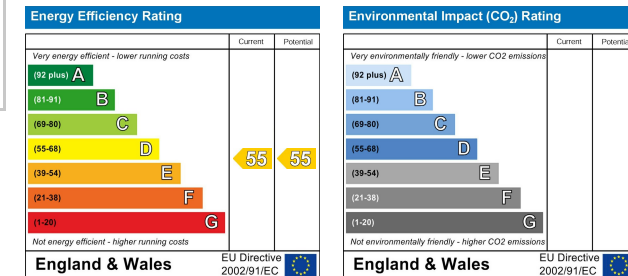 Energy Efficiency Rating
Current Potential
Very energy efficient - lower running costs
(92 plus) A
(81-91) B
(69-80) C
(55-68) D
55 55
(39-54) E
(21-38) F
(1-20) G
Not energy efficient - higher running costs
England & Wales
EU Directive
2002/91/EC
Environmental Impact (CO₂) Rating
Current Potential
Very environmentally friendly - lower CO2 emissions
(92 plus) A
(81-91) B
(69-80) C
(55-68) D
(39-54) E
(21-38) F
(1-20) G
Not environmentally friendly - higher CO2 emissions
England & Wales
EU Directive
2002/91/EC